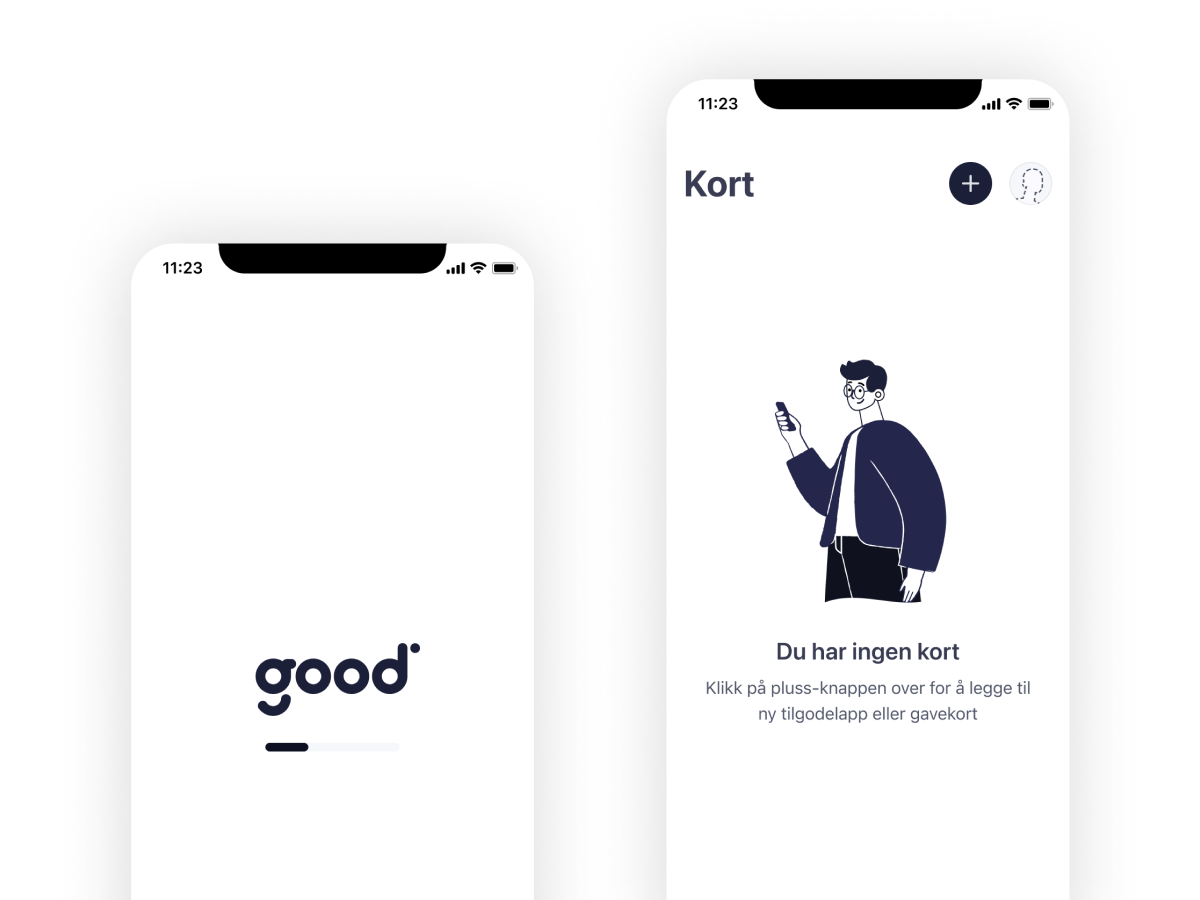 11:23
good
11:23
Kort
Du har ingen kort
Klikk på pluss-knappen over for å legge til
ny tilgodelapp eller gavekort